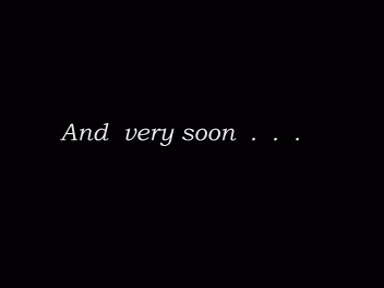 And very soon . . .